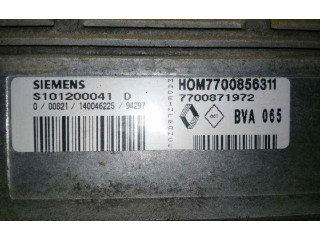 SIEMENS
S101200041 D
0 / 00821 / 140046225 / 94297
MADE IN FRANCE
HOM7700856311
7700871972
BVA 065